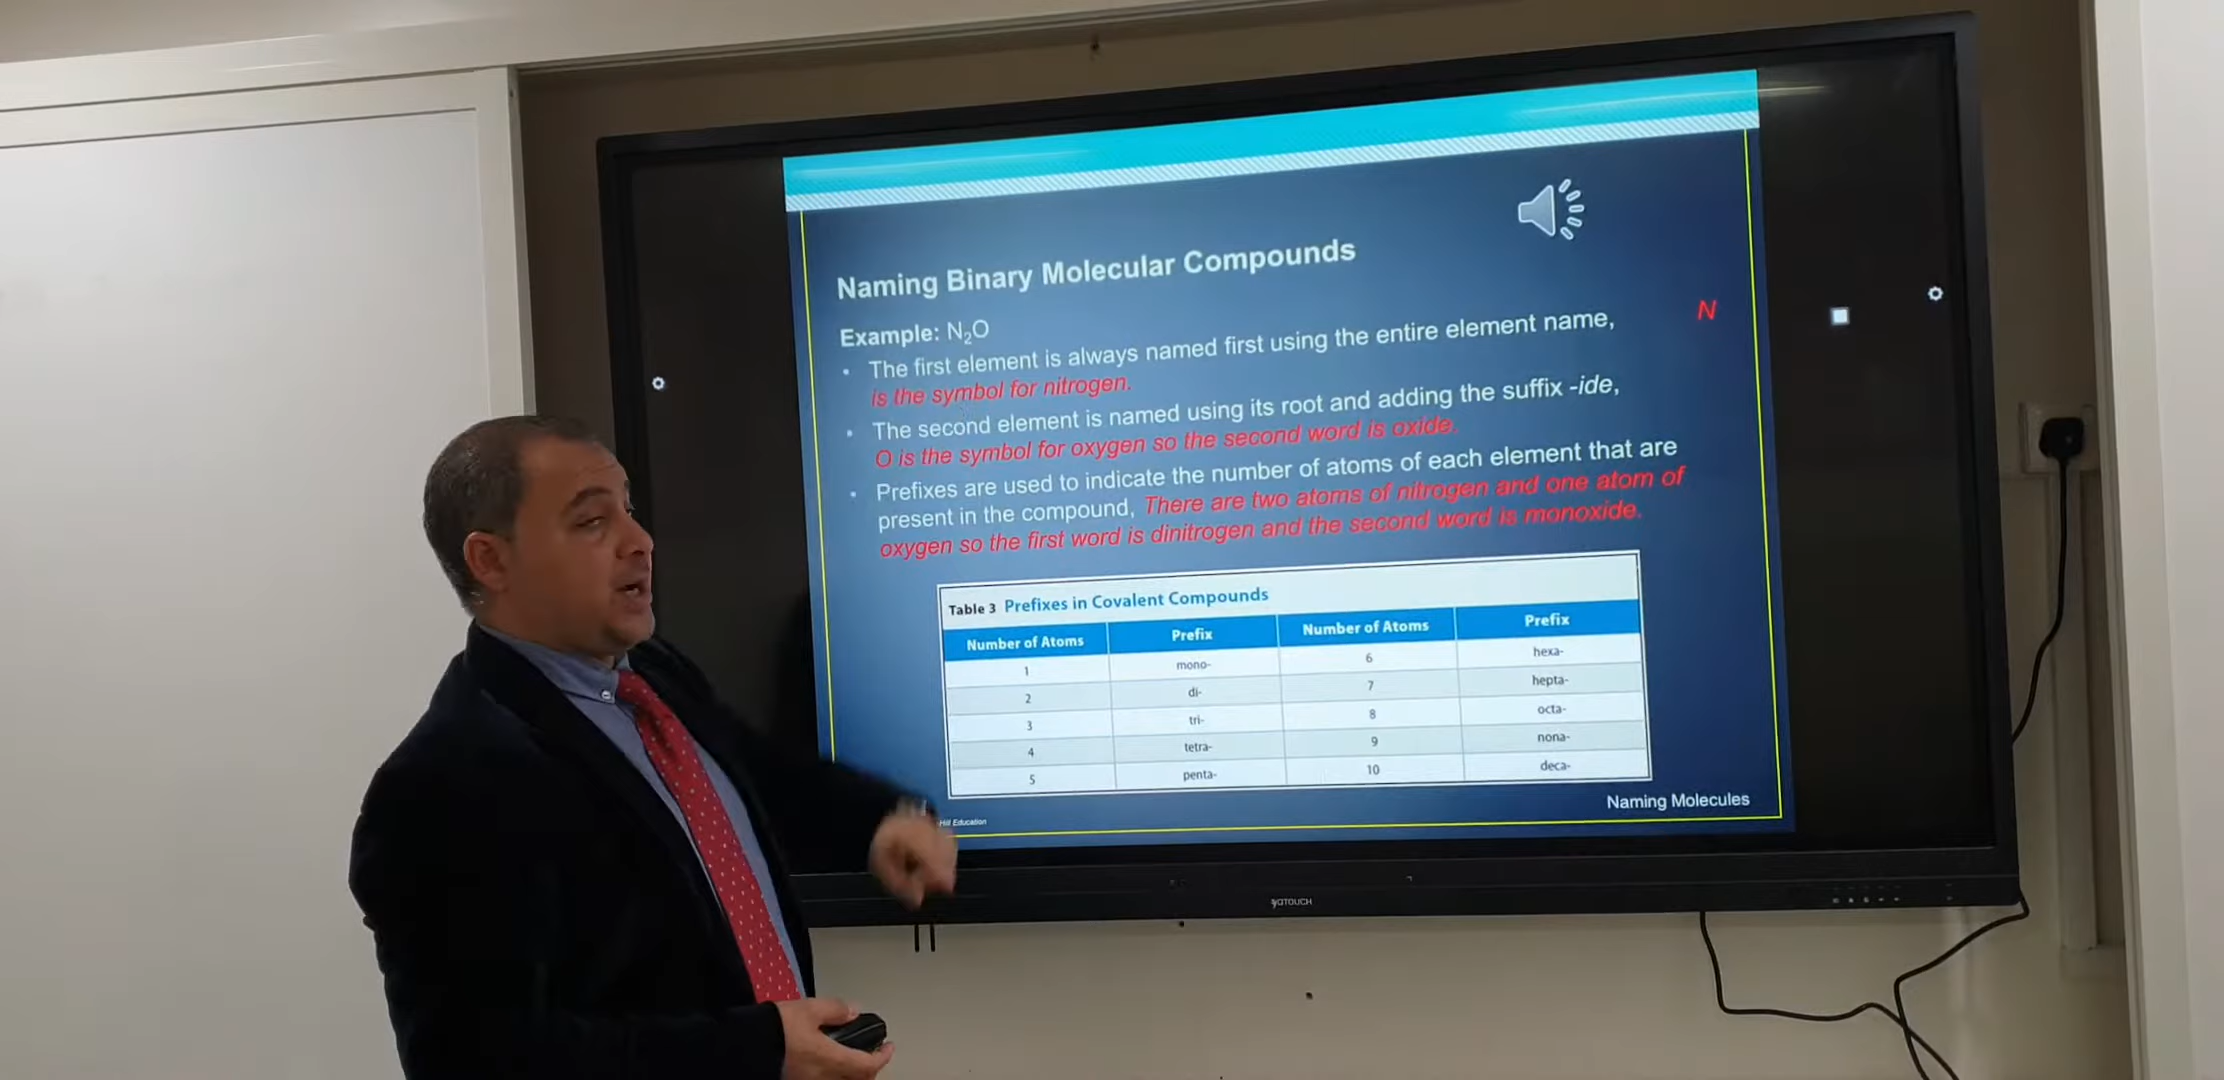 Naming Binary Molecular Compounds
Example: N₂O
• The first element is always named first using the entire element name, N
is the symbol for nitrogen.
• The second element is named using its root and adding the suffix -ide,
O is the symbol for oxygen so the second word is oxide.
• Prefixes are used to indicate the number of atoms of each element that are
present in the compound, There are two atoms of nitrogen and one atom of
oxygen so the first word is dinitrogen and the second word is monoxide.
Table 3 Prefixes in Covalent Compounds
Number of Atoms Prefix Number of Atoms Prefix
1 mono- 6 hexa-
2 di- 7 hepta-
3 tri- 8 octa-
4 tetra- 9 nona-
5 penta- 10 deca-
Naming Molecules
Hill Education